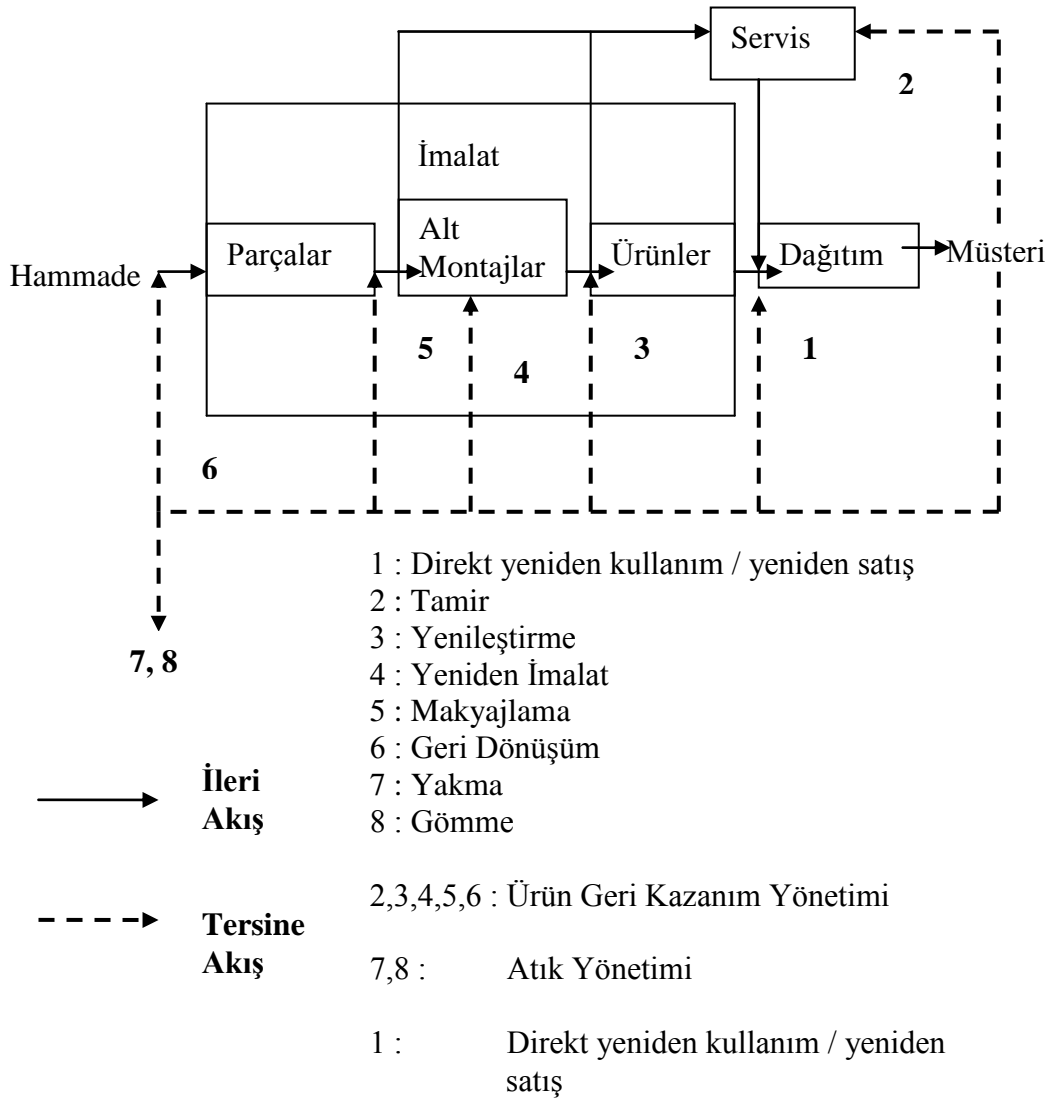 Servis
2
İmalat
Alt
Montajlar
Parçalar
Ürünler
Dağıtım
Müsteri
Hammade
5
4
3
1
6
7, 8
1 : Direkt yeniden kullanım / yeniden satış
2 : Tamir
3 : Yenileştirme
4 : Yeniden İmalat
5 : Makyajlama
6 : Geri Dönüşüm
7 : Yakma
8 : Gömme
İleri
Akış
2,3,4,5,6 : Ürün Geri Kazanım Yönetimi
Tersine
Akış
7,8 : Atık Yönetimi
1 : Direkt yeniden kullanım / yeniden
satış